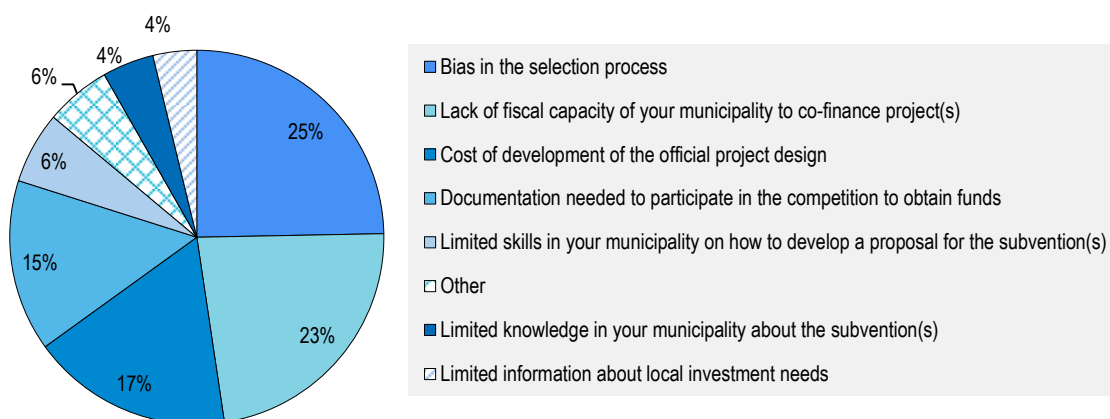 4%
4%
6%
25%
6%
15%
23%
17%
Bias in the selection process
Lack of fiscal capacity of your municipality to co-finance project(s)
Cost of development of the official project design
Documentation needed to participate in the competition to obtain funds
Limited skills in your municipality on how to develop a proposal for the subvention(s)
Other
Limited knowledge in your municipality about the subvention(s)
Limited information about local investment needs